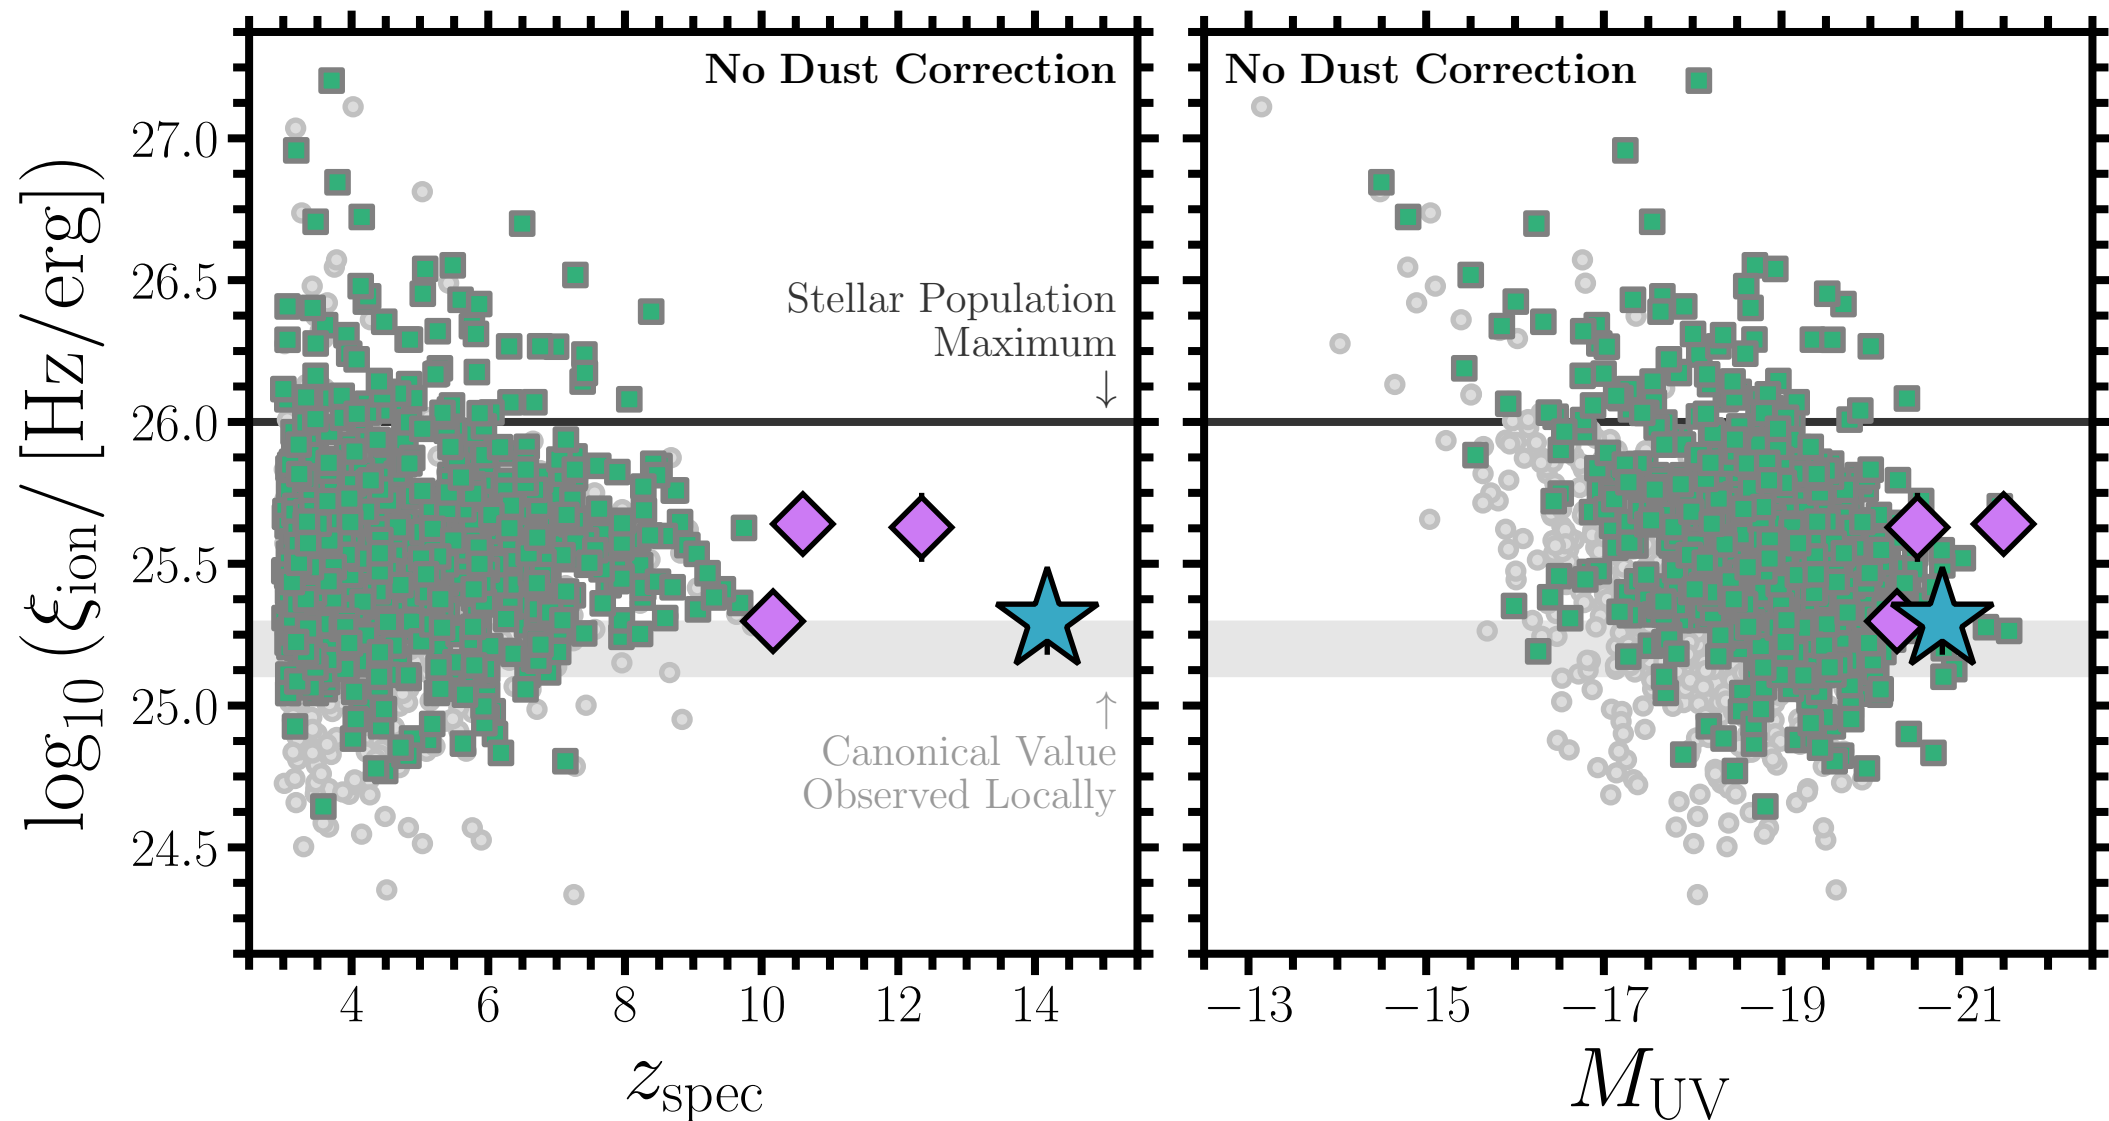 No Dust Correction
No Dust Correction
27.0
26.5
26.0
25.5
25.0
24.5
log₁₀ (ξᵢₒₙ/ [Hz/erg])
Stellar Population
Maximum
↓
↑
Canonical Value
Observed Locally
4 6 8 10 12 14
−13 −15 −17 −19 −21
z_spec
M_UV